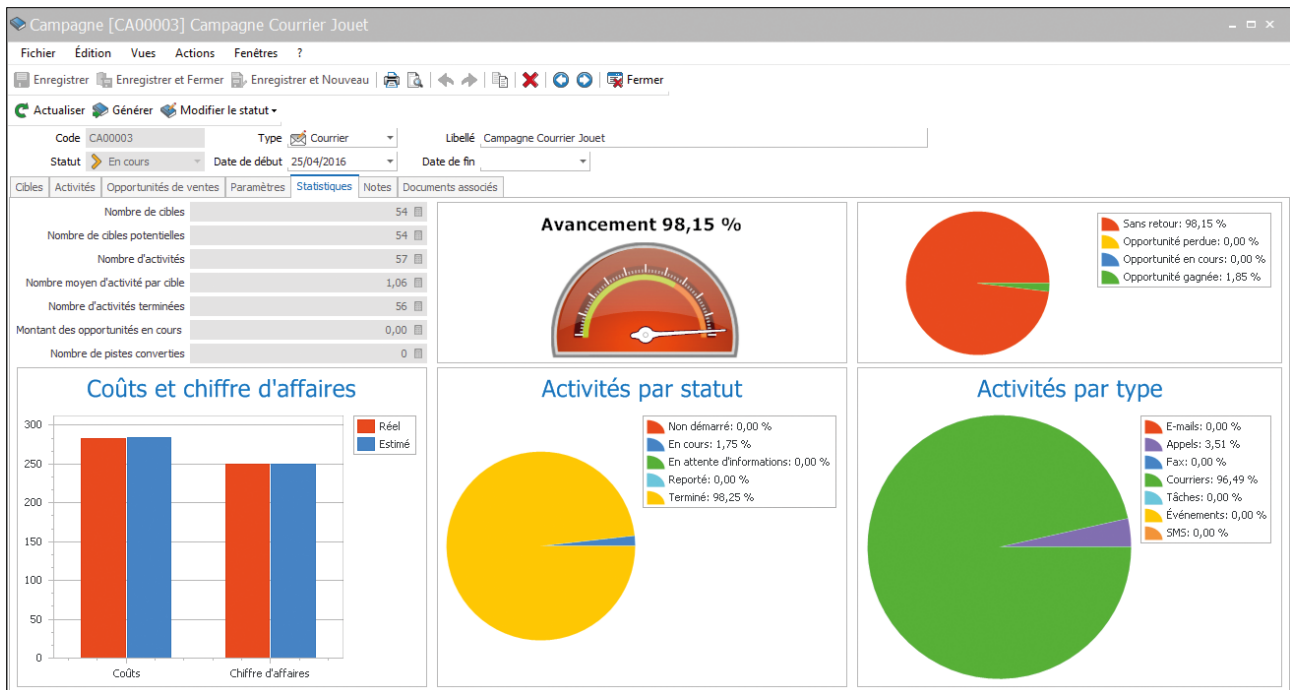 Campagne [CA00003] Campagne Courrier Jouet
Fichier Édition Vues Actions Fenêtres ?
Enregistrer Enregistrer et Fermer Enregistrer et Nouveau Fermer
Actualiser Générer Modifier le statut
Code CA00003 Type Courrier Libellé Campagne Courrier Jouet
Statut En cours Date de début 25/04/2016 Date de fin
Cibles Activités Opportunités de ventes Paramètres Statistiques Notes Documents associés
Nombre de cibles 54
Nombre de cibles potentielles 54
Nombre d'activités 57
Nombre moyen d'activité par cible 1,06
Nombre d'activités terminées 56
Montant des opportunités en cours 0,00
Nombre de pistes converties 0
Avancement 98,15 %
Sans retour: 98,15 %
Opportunité perdue: 0,00 %
Opportunité en cours: 0,00 %
Opportunité gagnée: 1,85 %
Coûts et chiffre d'affaires
300
250
200
150
100
50
0
Coûts Chiffre d'affaires
Réel
Estimé
Activités par statut
Non démarré: 0,00 %
En cours: 1,75 %
En attente d'informations: 0,00 %
Reporté: 0,00 %
Terminé: 98,25 %
Activités par type
E-mails: 0,00 %
Appels: 3,51 %
Fax: 0,00 %
Courriers: 96,49 %
Tâches: 0,00 %
Événements: 0,00 %
SMS: 0,00 %